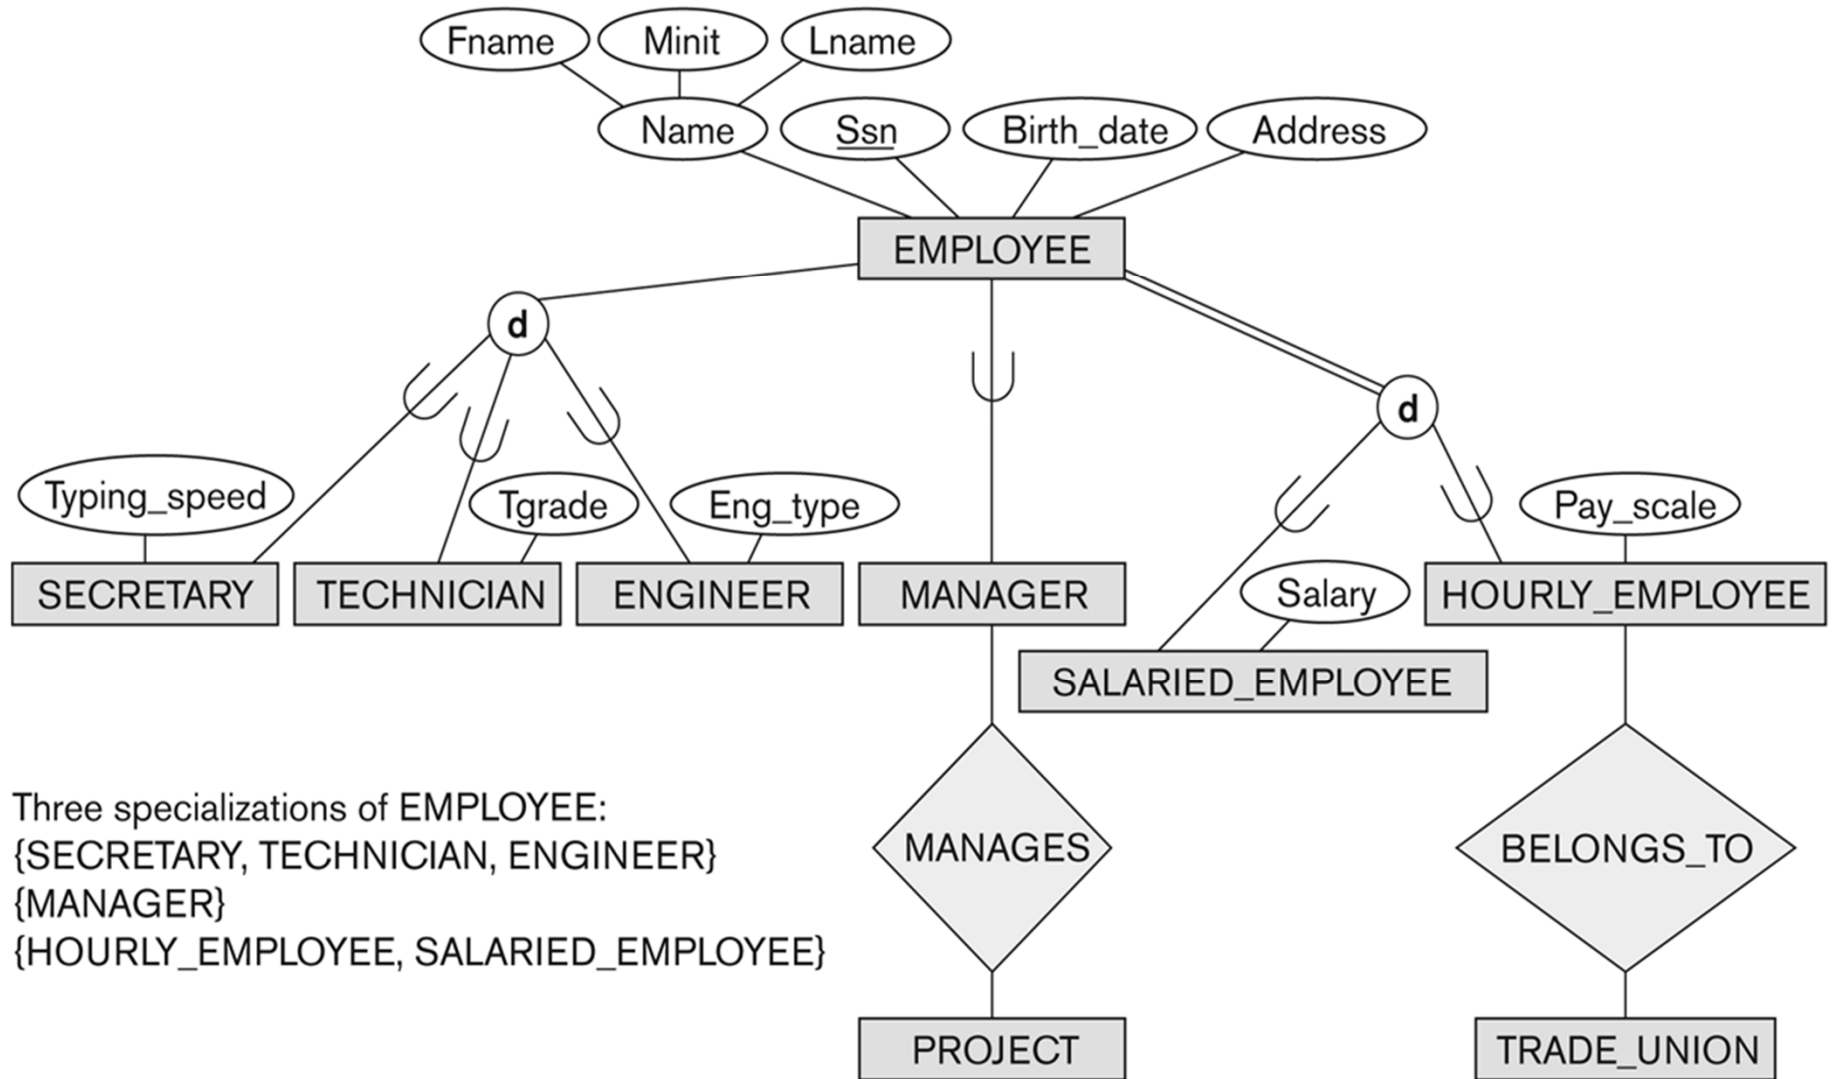 Fname Minit Lname
Name Ssn Birth_date Address
EMPLOYEE
d
d
Typing_speed Tgrade Eng_type Pay_scale
SECRETARY TECHNICIAN ENGINEER MANAGER Salary HOURLY_EMPLOYEE
SALARIED_EMPLOYEE
Three specializations of EMPLOYEE:
{SECRETARY, TECHNICIAN, ENGINEER}
{MANAGER}
{HOURLY_EMPLOYEE, SALARIED_EMPLOYEE}
MANAGES BELONGS_TO
PROJECT TRADE_UNION